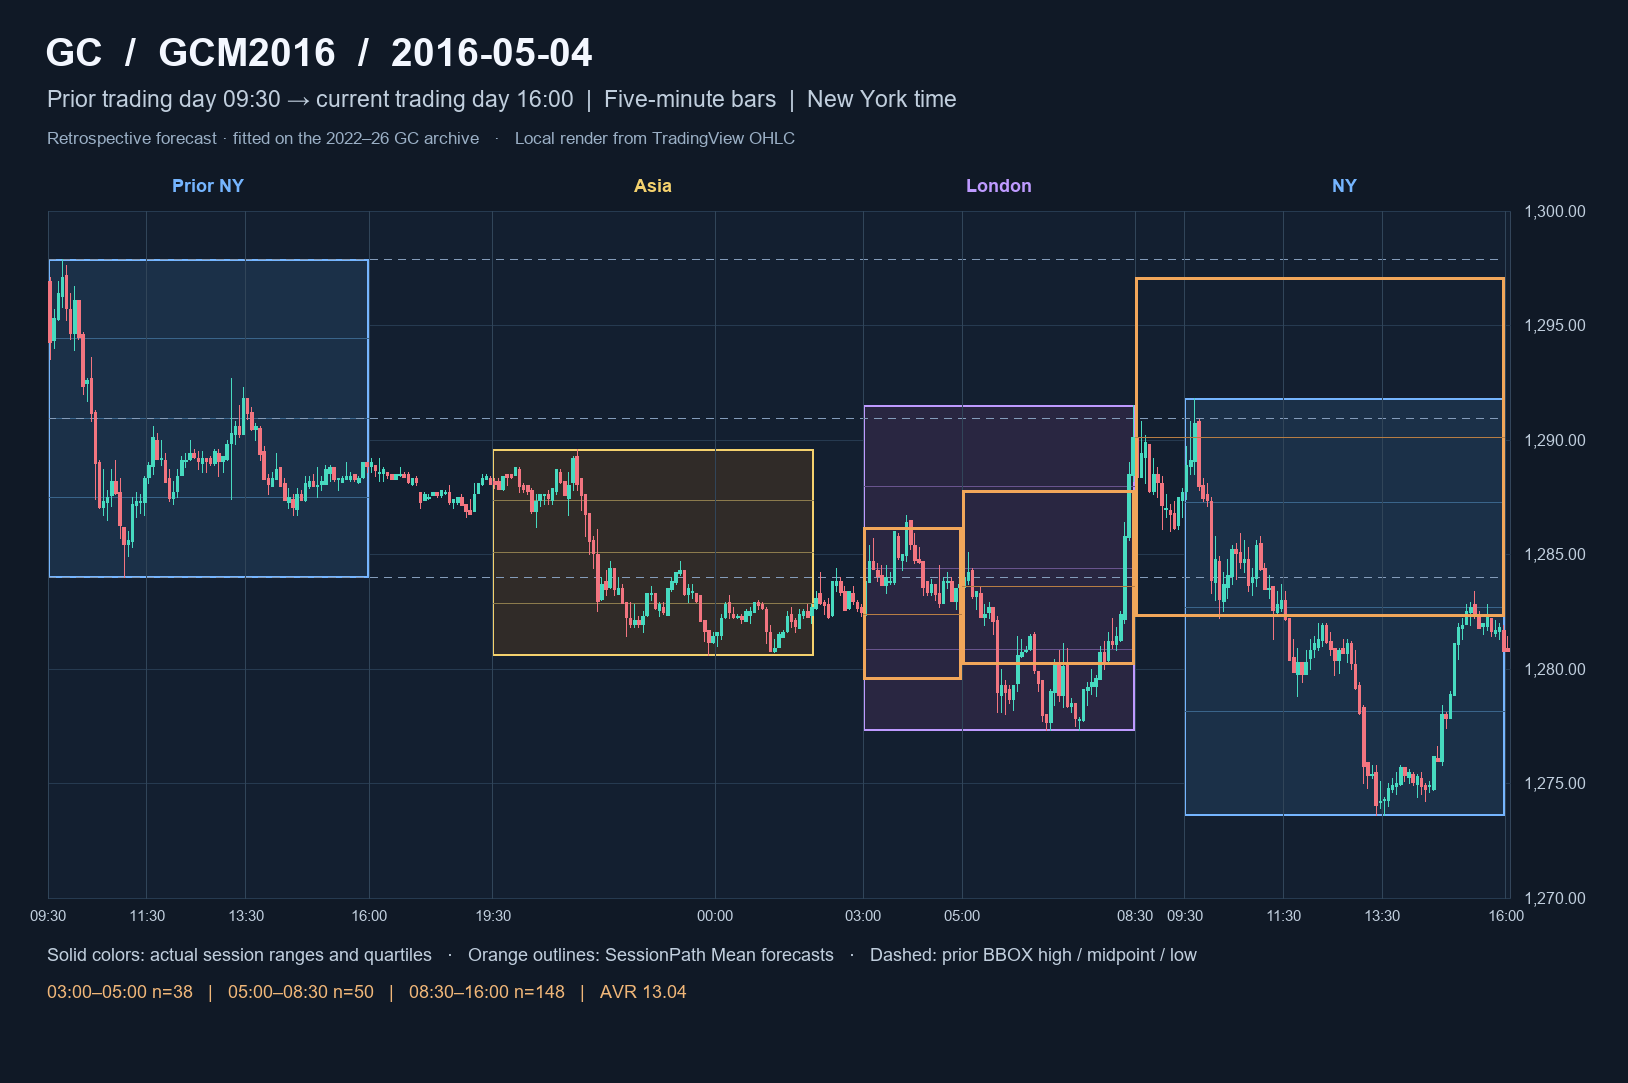 GC / GCM2016 / 2016-05-04
Prior trading day 09:30 → current trading day 16:00 | Five-minute bars | New York time
Retrospective forecast · fitted on the 2022–26 GC archive · Local render from TradingView OHLC
Prior NY Asia London NY
1,300.00
1,295.00
1,290.00
1,285.00
1,280.00
1,275.00
1,270.00
09:30 11:30 13:30 16:00 19:30 00:00 03:00 05:00 08:30 09:30 11:30 13:30 16:00
Solid colors: actual session ranges and quartiles · Orange outlines: SessionPath Mean forecasts · Dashed: prior BBOX high / midpoint / low
03:00–05:00 n=38 | 05:00–08:30 n=50 | 08:30–16:00 n=148 | AVR 13.04